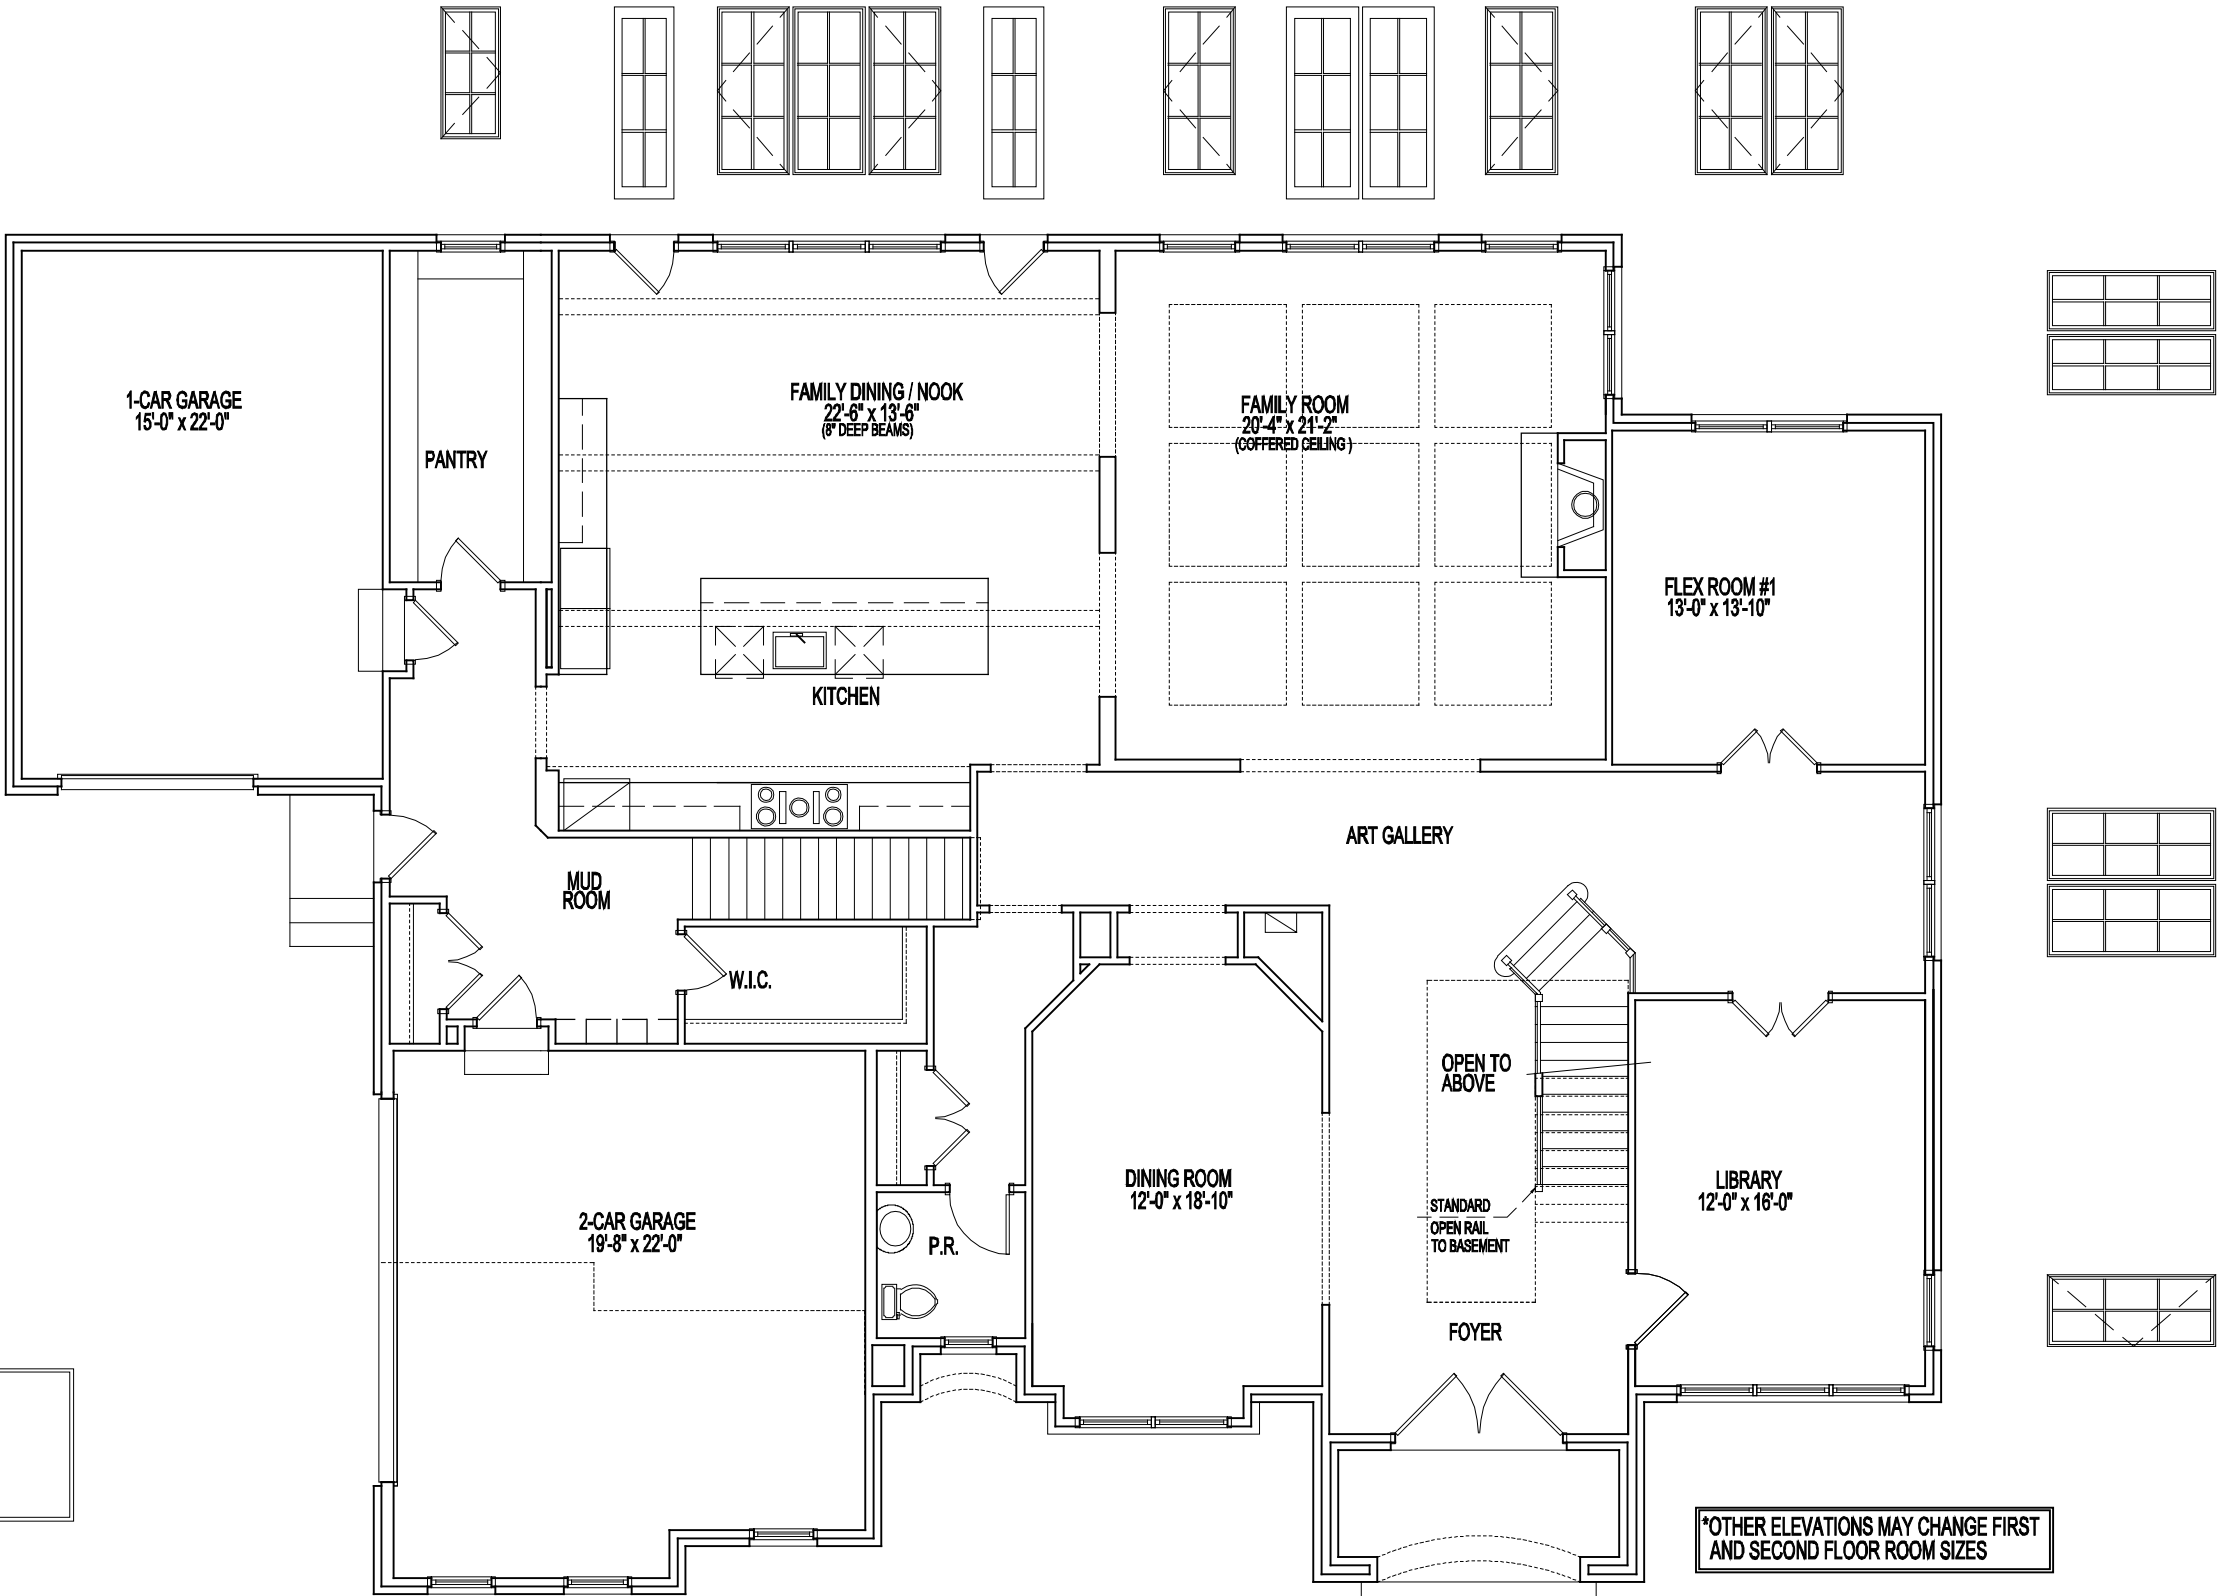 1-CAR GARAGE
15'-0" x 22'-0"
PANTRY
FAMILY DINING / NOOK
22'-6" x 13'-6"
(8" DEEP BEAMS)
FAMILY ROOM
20'-4" x 21'-2"
(COFFERED CEILING )
FLEX ROOM #1
13'-0" x 13'-10"
KITCHEN
ART GALLERY
MUD
ROOM
W.I.C.
OPEN TO
ABOVE
DINING ROOM
12'-0" x 18'-10"
STANDARD
OPEN RAIL
TO BASEMENT
LIBRARY
12'-0" x 16'-0"
2-CAR GARAGE
19'-8" x 22'-0"
P.R.
FOYER
*OTHER ELEVATIONS MAY CHANGE FIRST
AND SECOND FLOOR ROOM SIZES